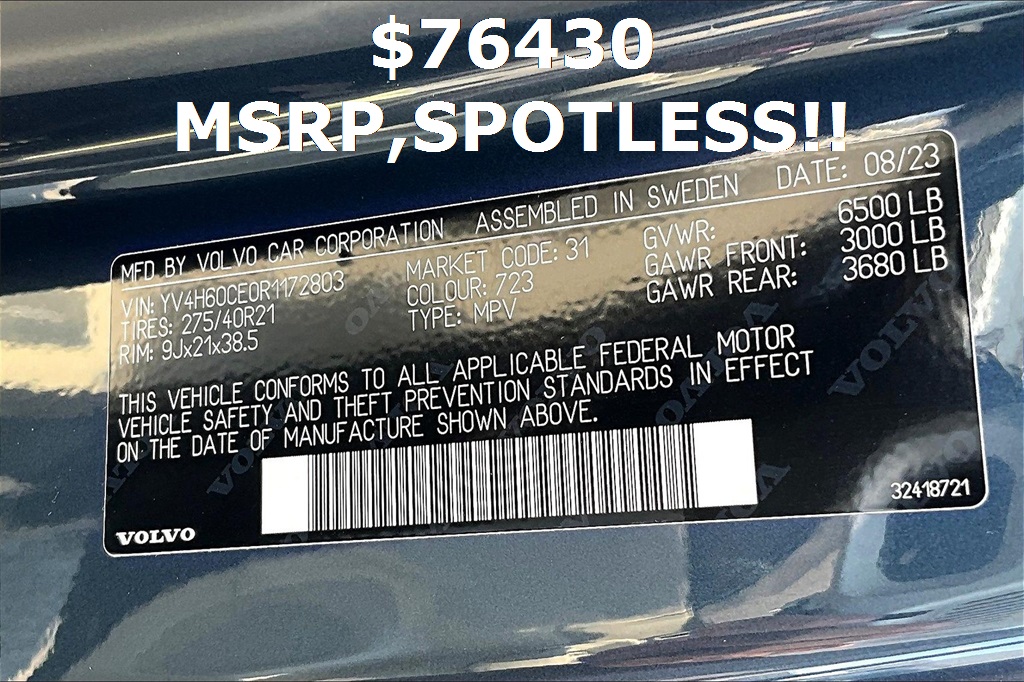 $76430
MSRP,SPOTLESS!!
MFD BY VOLVO CAR CORPORATION ASSEMBLED IN SWEDEN DATE: 08/23
VIN: YV4H60CE0R1172803 MARKET CODE: 31 GVWR: 6500 LB
TIRES: 275/40R21 COLOUR: 723 GAWR FRONT: 3000 LB
RIM: 9Jx21x38.5 TYPE: MPV GAWR REAR: 3680 LB
THIS VEHICLE CONFORMS TO ALL APPLICABLE FEDERAL MOTOR
VEHICLE SAFETY AND THEFT PREVENTION STANDARDS IN EFFECT
ON THE DATE OF MANUFACTURE SHOWN ABOVE.
32418721
VOLVO